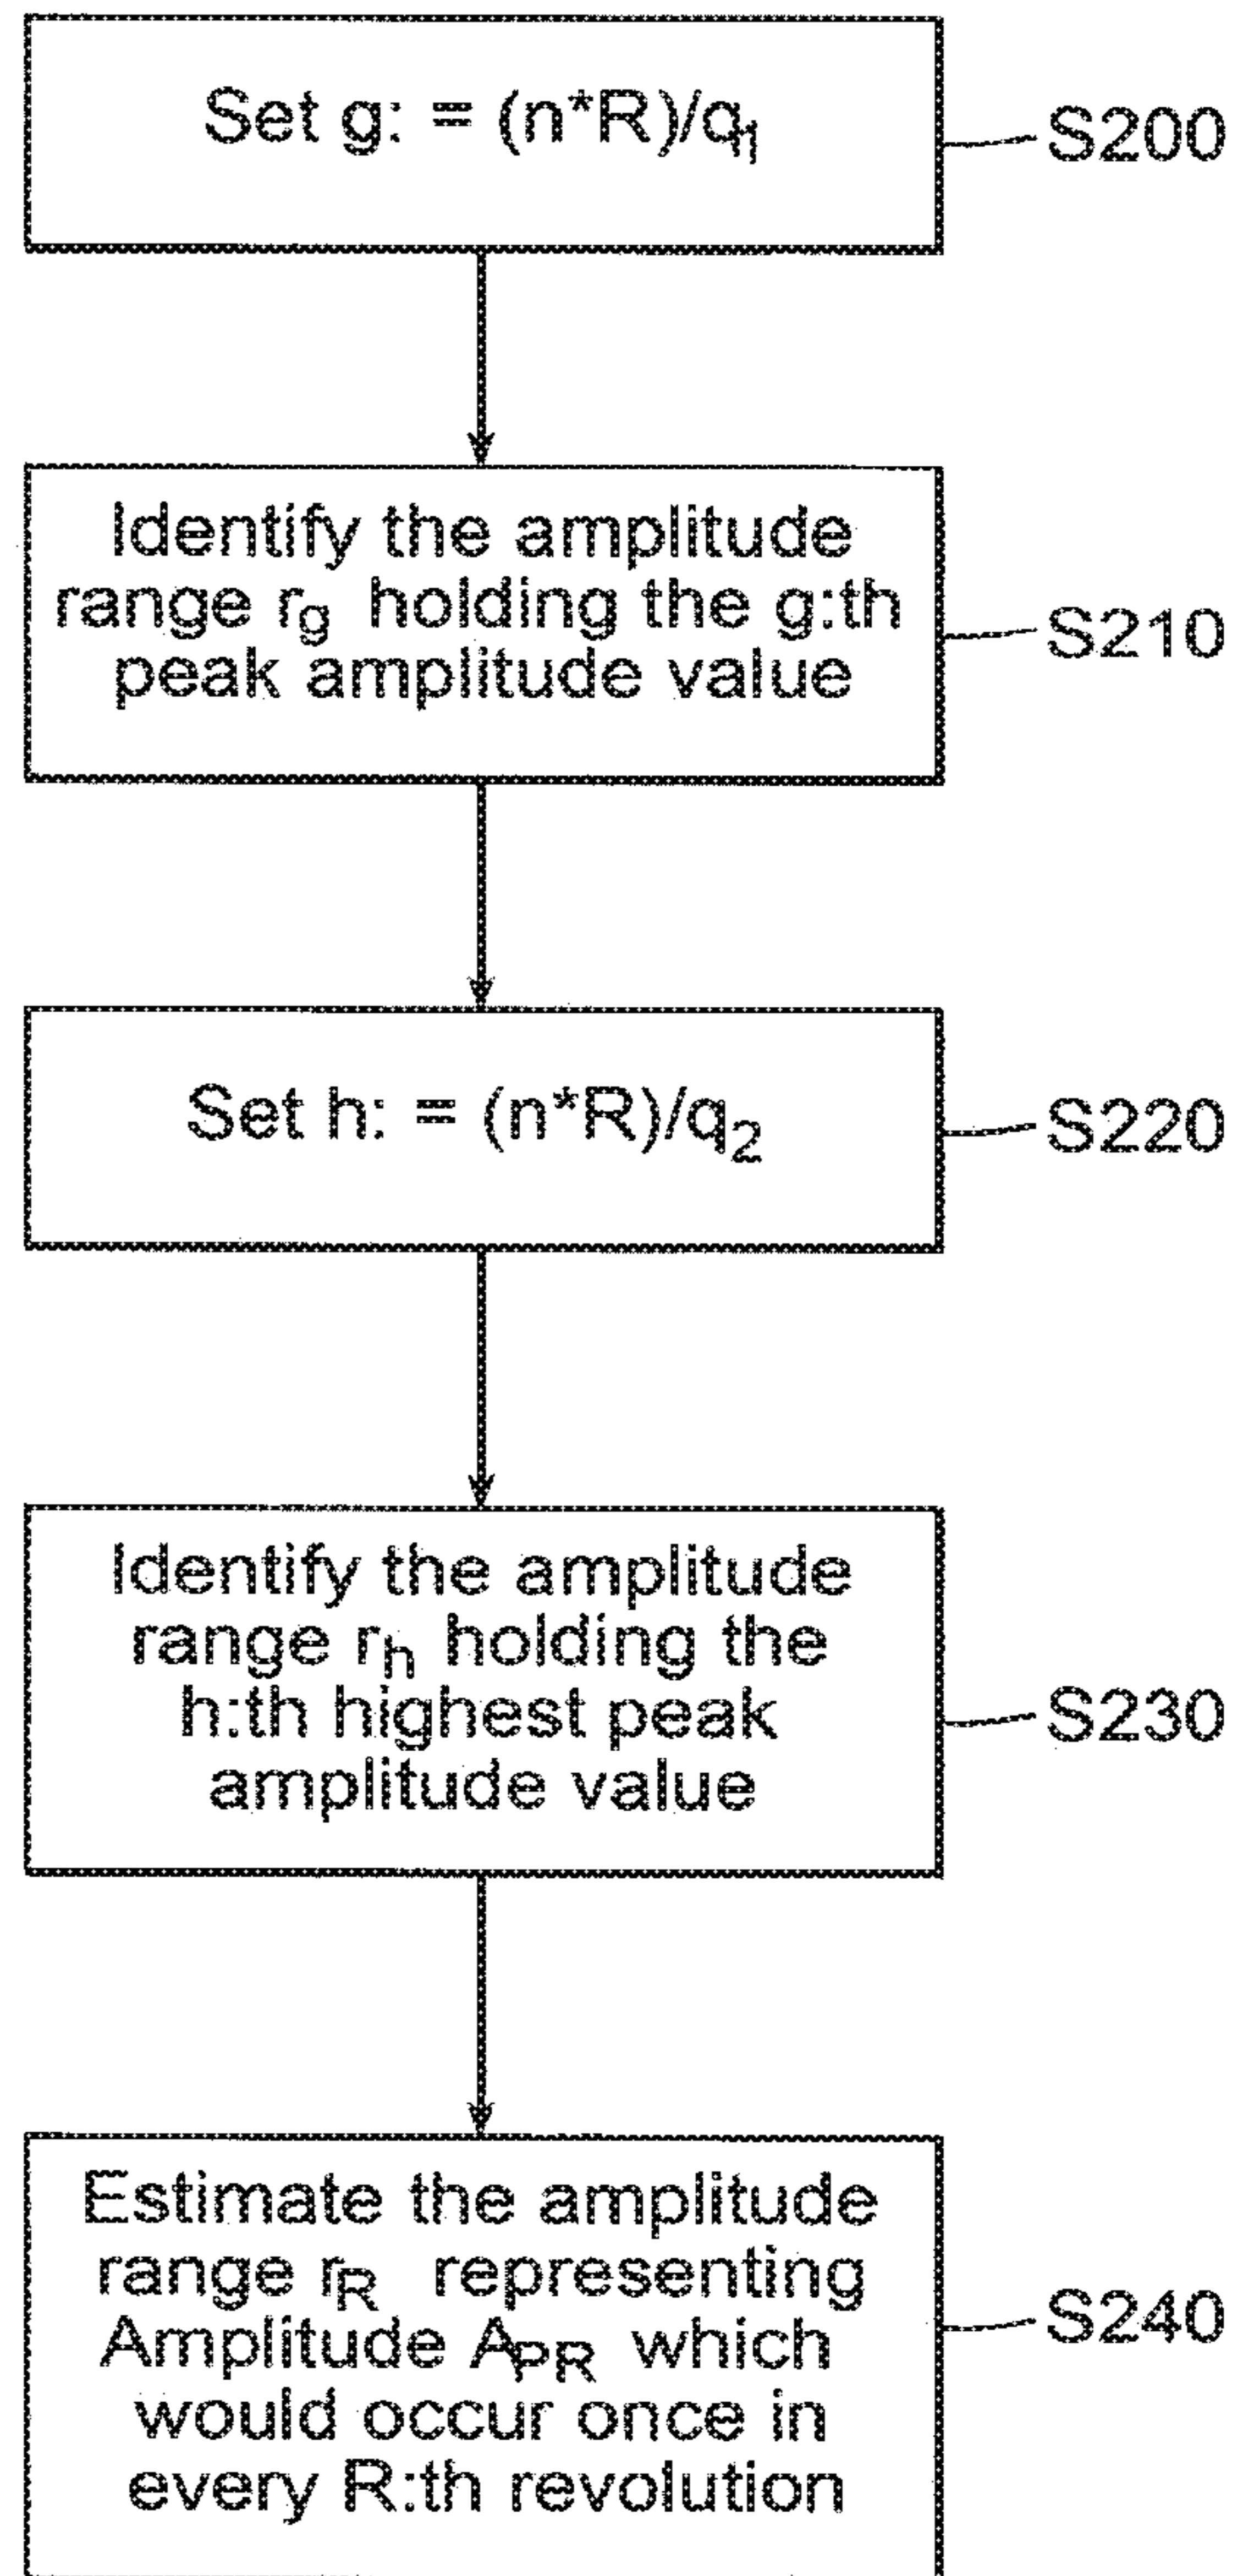 Set g: = (n*R)/q1
S200
Identify the amplitude
range rg holding the g:th
peak amplitude value
S210
Set h: = (n*R)/q2
S220
Identify the amplitude
range rh holding the
h:th highest peak
amplitude value
S230
Estimate the amplitude
range rR representing
Amplitude APR which
would occur once in
every R:th revolution
S240